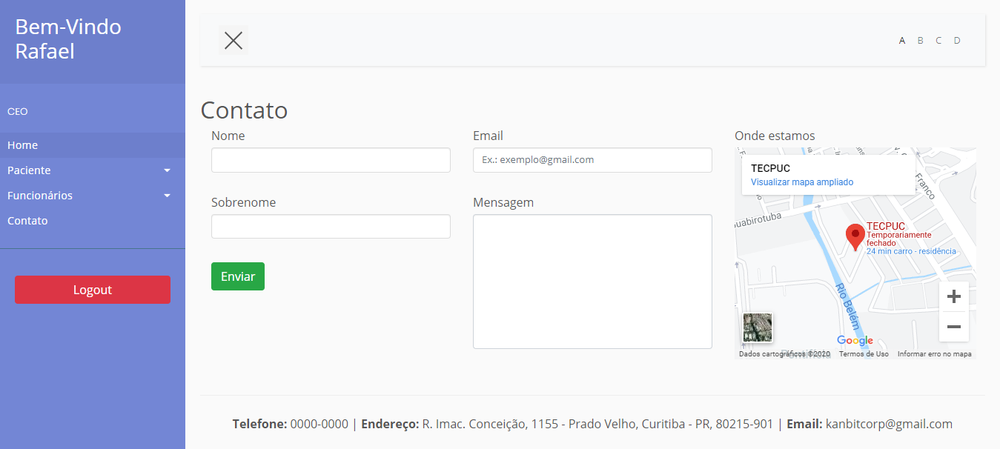 Bem-Vindo
Rafael
CEO
Home
Paciente
Funcionários
Contato
Logout
A B C D
Contato
Nome
Sobrenome
Enviar
Email
Ex.: exemplo@gmail.com
Mensagem
Onde estamos
TECPUC
Visualizar mapa ampliado
Franco
uabirotuba
TECPUC
Temporariamente
fechado
24 min carro - residência
Rio Belém
Google
Pontifícia
Dados cartográficos ©2020 Termos de Uso Informar erro no mapa
Telefone: 0000-0000 | Endereço: R. Imac. Conceição, 1155 - Prado Velho, Curitiba - PR, 80215-901 | Email: kanbitcorp@gmail.com